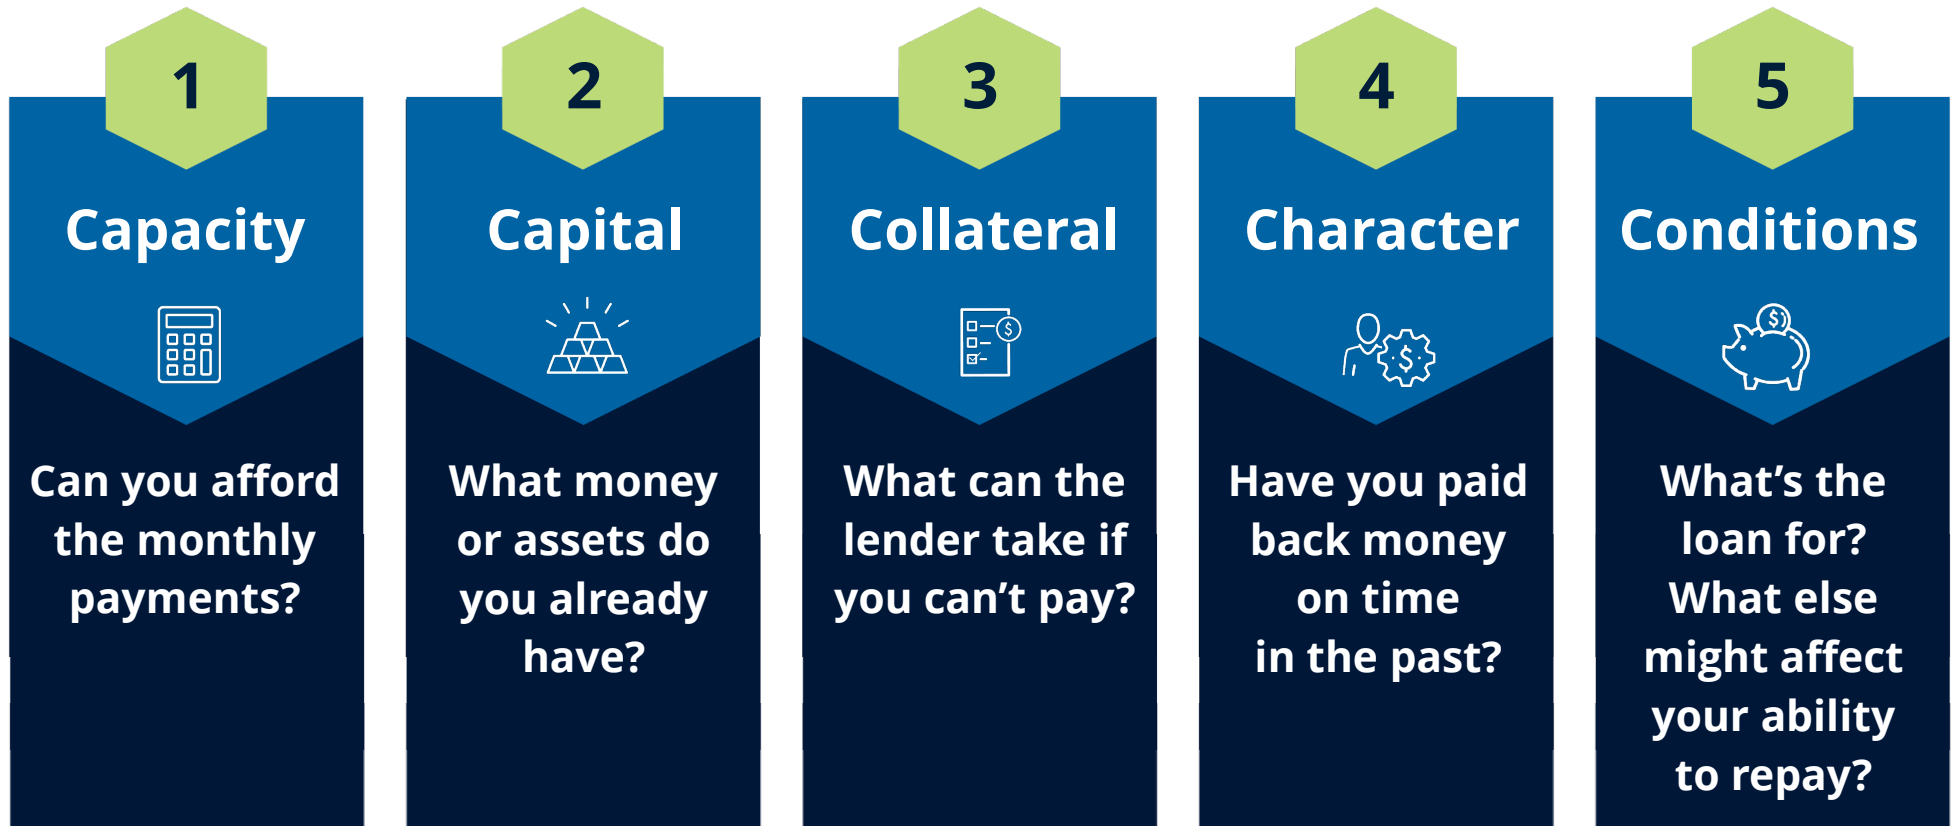 1
Capacity
Can you afford
the monthly
payments?
2
Capital
What money
or assets do
you already
have?
3
Collateral
$
What can the
lender take if
you can’t pay?
4
Character
$
Have you paid
back money
on time
in the past?
5
Conditions
$
What’s the
loan for?
What else
might affect
your ability
to repay?